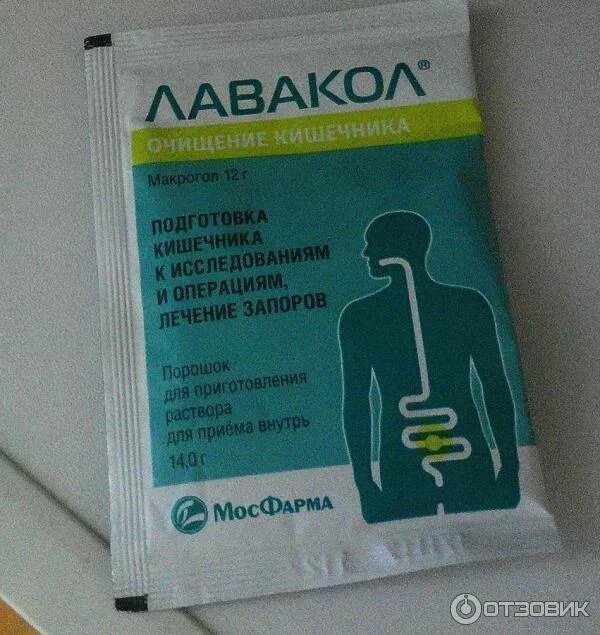 ЛАВАКОЛ®
ОЧИЩЕНИЕ КИШЕЧНИКА
Макрогол 12 г
ПОДГОТОВКА
КИШЕЧНИКА
К ИССЛЕДОВАНИЯМ
И ОПЕРАЦИЯМ,
ЛЕЧЕНИЕ ЗАПОРОВ
Порошок
для приготовления
раствора
для приёма внутрь
14,0 г
МосФарма
ОТЗОВИК